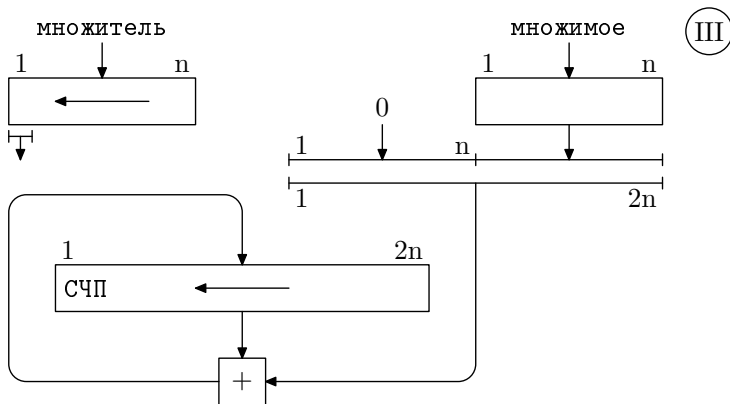 множитель множимое III
1 n 1 n
0
1 n
1 2n
1 2n
СЧП
+